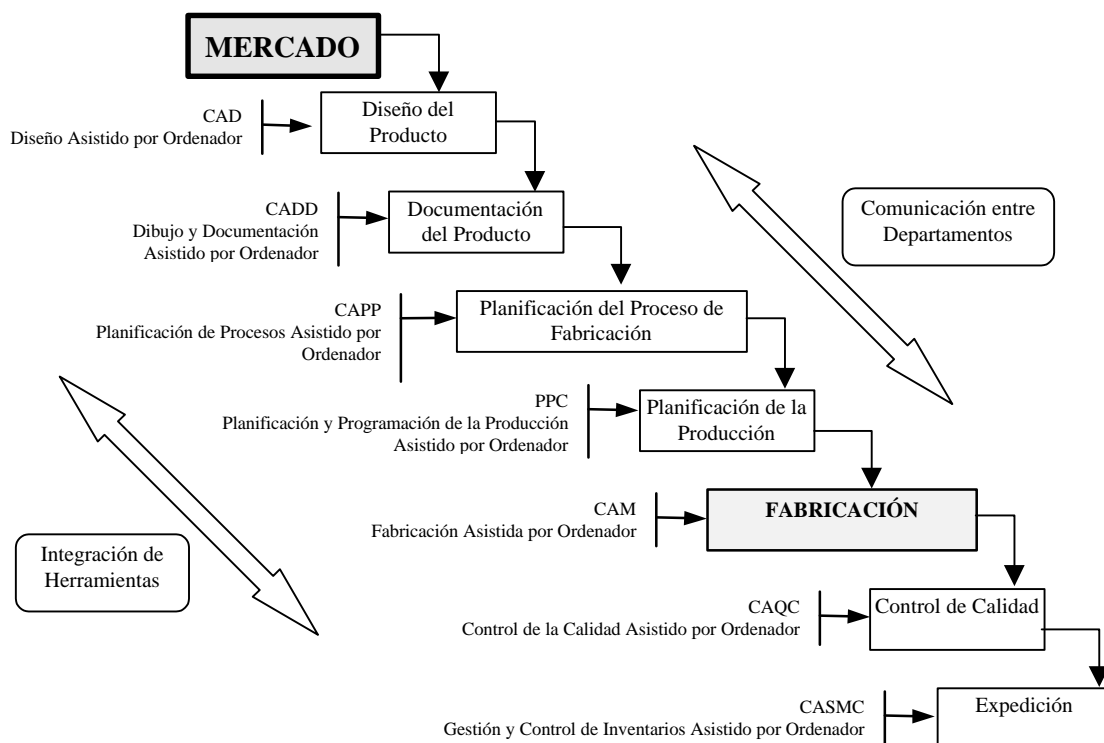 MERCADO
CAD
Diseño Asistido por Ordenador
Diseño del
Producto
CADD
Dibujo y Documentación
Asistido por Ordenador
Documentación
del Producto
Comunicación entre
Departamentos
CAPP
Planificación de Procesos Asistido por
Ordenador
Planificación del Proceso de
Fabricación
PPC
Planificación y Programación de la Producción
Asistido por Ordenador
Planificación de la
Producción
CAM
Fabricación Asistida por Ordenador
FABRICACIÓN
Integración de
Herramientas
CAQC
Control de la Calidad Asistido por Ordenador
Control de Calidad
CASMC
Gestión y Control de Inventarios Asistido por Ordenador
Expedición